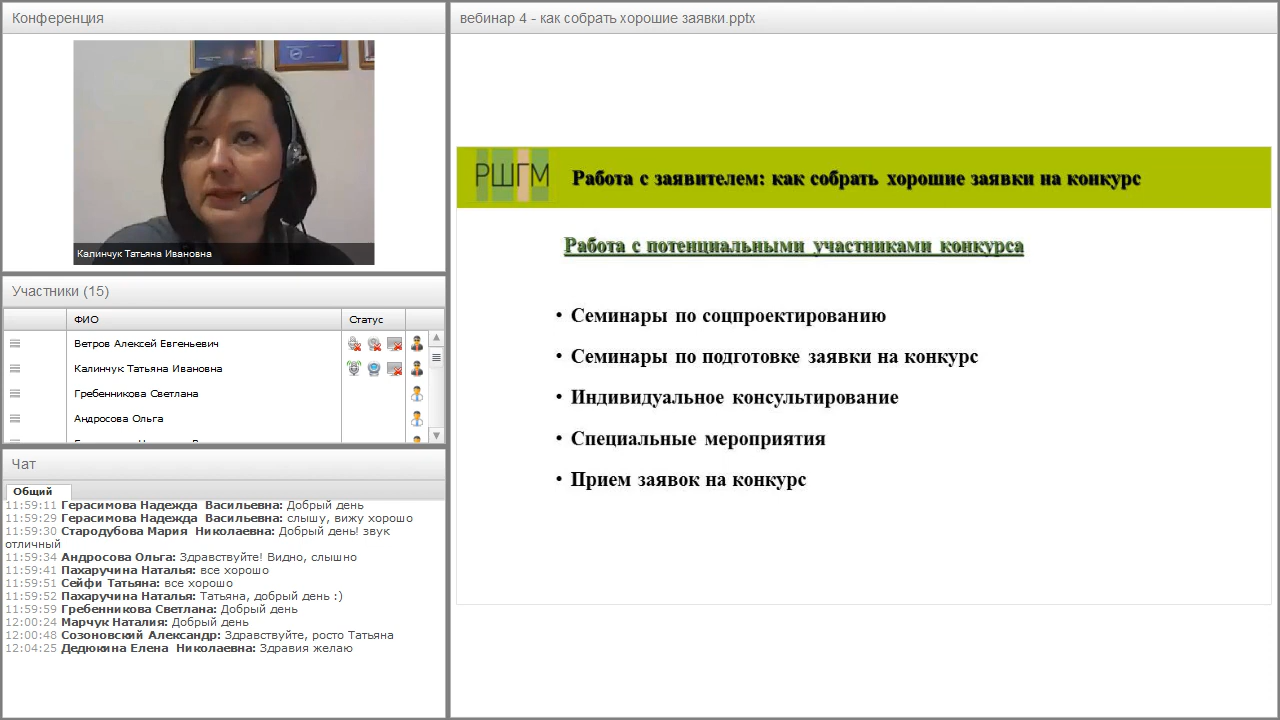 Конференция
Калинчук Татьяна Ивановна
Участники (15)
ФИО
Статус
Ветров Алексей Евгеньевич
Калинчук Татьяна Ивановна
Гребенникова Светлана
Андросова Ольга
Чат
Общий
11:59:11 Герасимова Надежда Васильевна: Добрый день
11:59:29 Герасимова Надежда Васильевна: слышу, вижу хорошо
11:59:30 Стародубова Мария Николаевна: Добрый день! звук
отличный
11:59:34 Андросова Ольга: Здравствуйте! Видно, слышно
11:59:41 Пахаручина Наталья: все хорошо
11:59:51 Сейфи Татьяна: все хорошо
11:59:52 Пахаручина Наталья: Татьяна, добрый день :)
11:59:59 Гребенникова Светлана: Добрый день
12:00:24 Марчук Наталия: Добрый день
12:00:48 Созоновский Александр: Здравствуйте, росто Татьяна
12:04:25 Дедюкина Елена Николаевна: Здравия желаю
вебинар 4 - как собрать хорошие заявки.pptx
РШГМ
Работа с заявителем: как собрать хорошие заявки на конкурс
Работа с потенциальными участниками конкурса
• Семинары по соцпроектированию
• Семинары по подготовке заявки на конкурс
• Индивидуальное консультирование
• Специальные мероприятия
• Прием заявок на конкурс